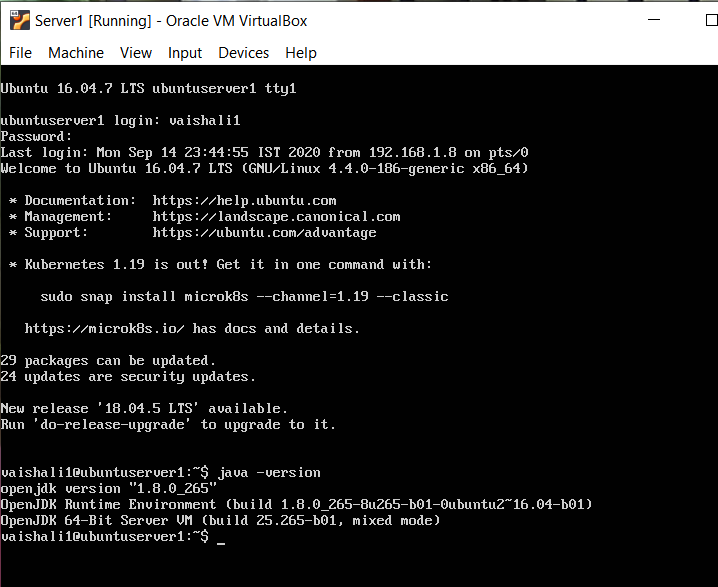 Server1 [Running] - Oracle VM VirtualBox
File Machine View Input Devices Help
Ubuntu 16.04.7 LTS ubuntuserver1 tty1
ubuntuserver1 login: vaishali1
Password:
Last login: Mon Sep 14 23:44:55 IST 2020 from 192.168.1.8 on pts/0
Welcome to Ubuntu 16.04.7 LTS (GNU/Linux 4.4.0-186-generic x86_64)
* Documentation:  https://help.ubuntu.com
* Management:     https://landscape.canonical.com
* Support:        https://ubuntu.com/advantage
* Kubernetes 1.19 is out! Get it in one command with:
sudo snap install microk8s --channel=1.19 --classic
https://microk8s.io/ has docs and details.
29 packages can be updated.
24 updates are security updates.
New release '18.04.5 LTS' available.
Run 'do-release-upgrade' to upgrade to it.
vaishali1@ubuntuserver1:~$ java -version
openjdk version "1.8.0_265"
OpenJDK Runtime Environment (build 1.8.0_265-8u265-b01-0ubuntu2~16.04-b01)
OpenJDK 64-Bit Server VM (build 25.265-b01, mixed mode)
vaishali1@ubuntuserver1:~$ _